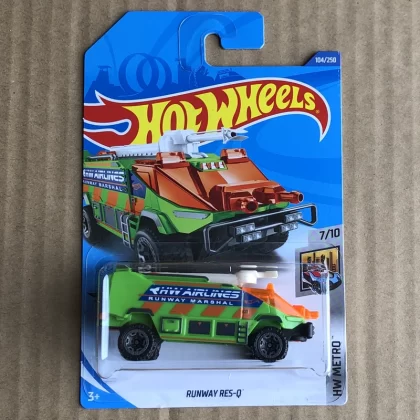 104/250
HOT WHEELS
HW AIRLINES
RUNWAY MARSHAL
7/10
HW METRO
HW AIRLINES
RUNWAY MARSHAL
3+
RUNWAY RES-Q